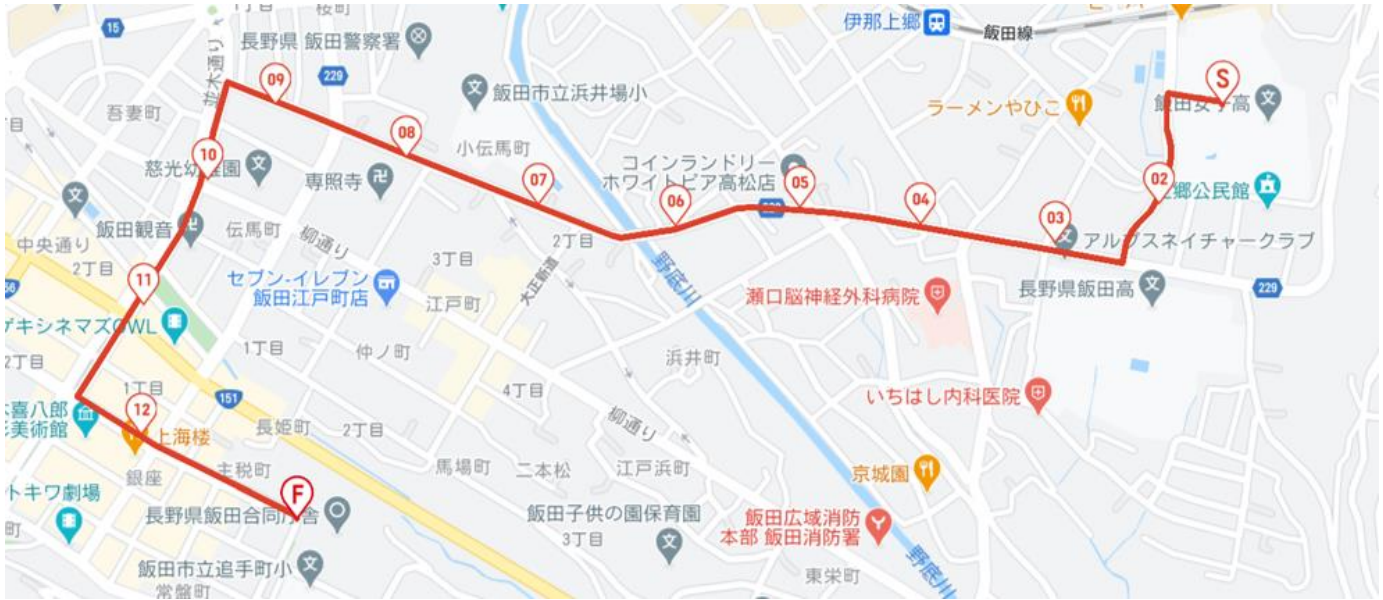 1丁目
桜町
15
並木通り
長野県 飯田警察署
229
伊那上郷
飯田線
飯田市立浜井場小
ラーメンやひこ
S
飯田女子高
吾妻町
09
08
小伝馬町
10
慈光幼稚園
専照寺
07
コインランドリー
ホワイトピア高松店
05
02
上郷公民館
飯田観音
伝馬町
柳通り
2丁目
06
04
03
アルプスネイチャークラブ
中央通り
2丁目
11
3丁目
セブン-イレブン
飯田江戸町店
江戸町
大正新道
野底川
瀬口脳神経外科病院
長野県飯田高
229
ゲキシネマズOWL
1丁目
仲ノ町
浜井町
2丁目
1丁目
151
4丁目
いちはし内科医院
喜八郎
美術館
12
上海楼
長姫町
2丁目
柳通り
銀座
主税町
馬場町
二本松
江戸浜町
京城園
トキワ劇場
F
長野県飯田合同庁舎
飯田子供の園保育園
3丁目
飯田広域消防
本部 飯田消防署
野底川
飯田市立追手町小
常盤町
東栄町